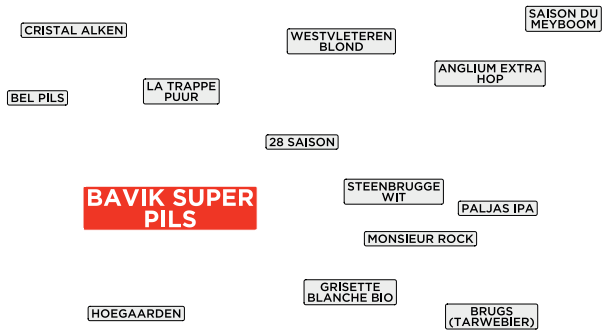 SAISON DU
MEYBOOM
CRISTAL ALKEN
WESTVLETEREN
BLOND
ANGLIUM EXTRA
HOP
LA TRAPPE
PUUR
BEL PILS
28 SAISON
STEENBRUGGE
WIT
BAVIK SUPER
PILS
PALJAS IPA
MONSIEUR ROCK
GRISETTE
BLANCHE BIO
HOEGAARDEN
BRUGS
(TARWEBIER)